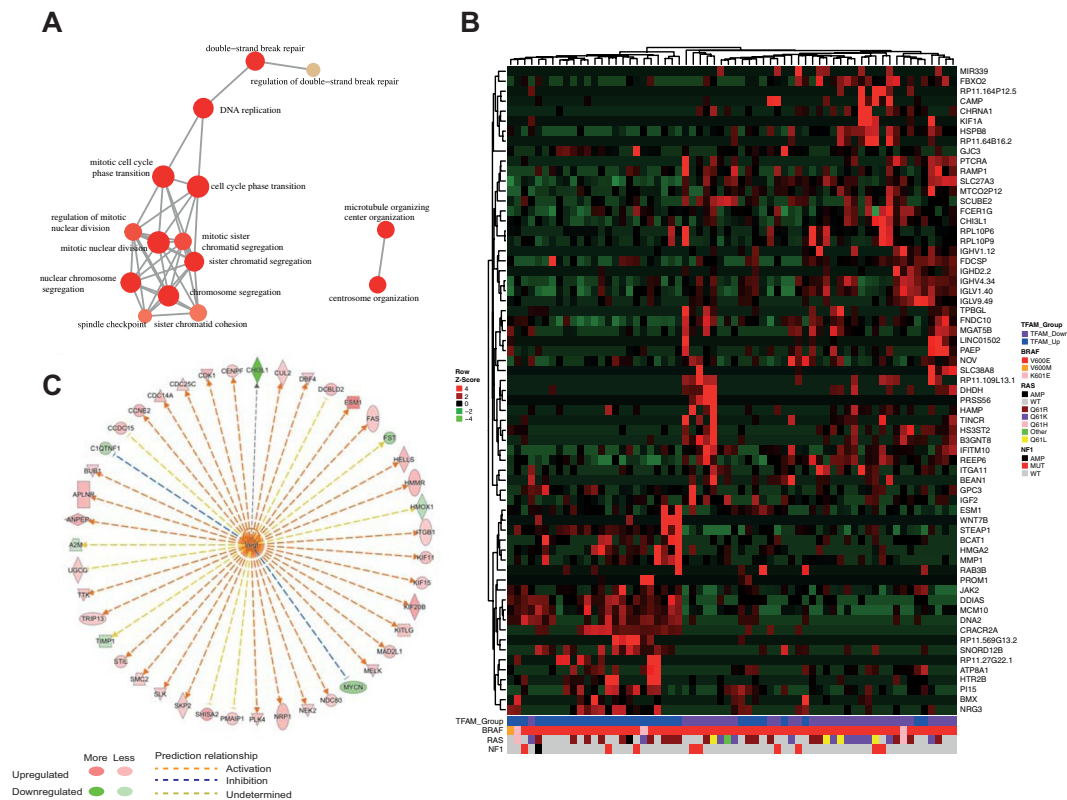 A
double−strand break repair
regulation of double−strand break repair
DNA replication
mitotic cell cycle
phase transition
cell cycle phase transition
regulation of mitotic
nuclear division
mitotic nuclear division
mitotic sister
chromatid segregation
sister chromatid segregation
nuclear chromosome
segregation
chromosome segregation
spindle checkpoint
sister chromatid cohesion
microtubule organizing
center organization
centrosome organization
B
MIR339
FBXO2
RP11.164P12.5
CAMP
CHRNA1
KIF1A
HSPB8
RP11.64B16.2
GJC3
PTCRA
RAMP1
SLC27A3
MTCO2P12
SCUBE2
FCER1G
CHI3L1
RPL10P6
RPL10P9
IGHV1.12
FDCSP
IGHD2.2
IGHV4.34
IGLV1.40
IGLV9.49
TPBGL
FNDC10
MGAT5B
LINC01502
PAEP
NOV
SLC38A8
RP11.109L13.1
DHDH
PRSS56
HAMP
TINCR
HS3ST2
B3GNT8
IFITM10
REEP6
ITGA11
BEAN1
GPC3
IGF2
ESM1
WNT7B
STEAP1
BCAT1
HMGA2
MMP1
RAB3B
PROM1
JAK2
DDIAS
MCM10
DNA2
CRACR2A
RP11.569G13.2
SNORD12B
RP11.27G22.1
ATP8A1
HTR2B
PI15
BMX
NRG3
TFAM_Group
BRAF
RAS
NF1
Row
Z-Score
4
2
0
−2
−4
TFAM_Group
TFAM_Down
TFAM_Up
BRAF
V600E
V600M
K601E
RAS
AMP
WT
Q61R
Q61K
Q61H
Other
Q61L
NF1
AMP
MUT
WT
C
CHI3L1
CUL2
DBF4
DCBLD2
ESM1
FAS
FST
HELLS
HMMR
HMOX1
ITGB1
KIF11
KIF15
KIF20B
KITLG
MAD2L1
MELK
MYCN
NDC80
NEK2
NRP1
PLK4
PMAIP1
SHISA2
SKP2
SLK
SMC2
STIL
TIMP1
TRIP13
TTK
UGCG
A2M
ANPEP
APLNR
BUB1
C1QTNF1
CCDC15
CCNE2
CDC14A
CDC25C
CDK1
CENPF
More
Less
Upregulated
Downregulated
Prediction relationship
Activation
Inhibition
Undetermined